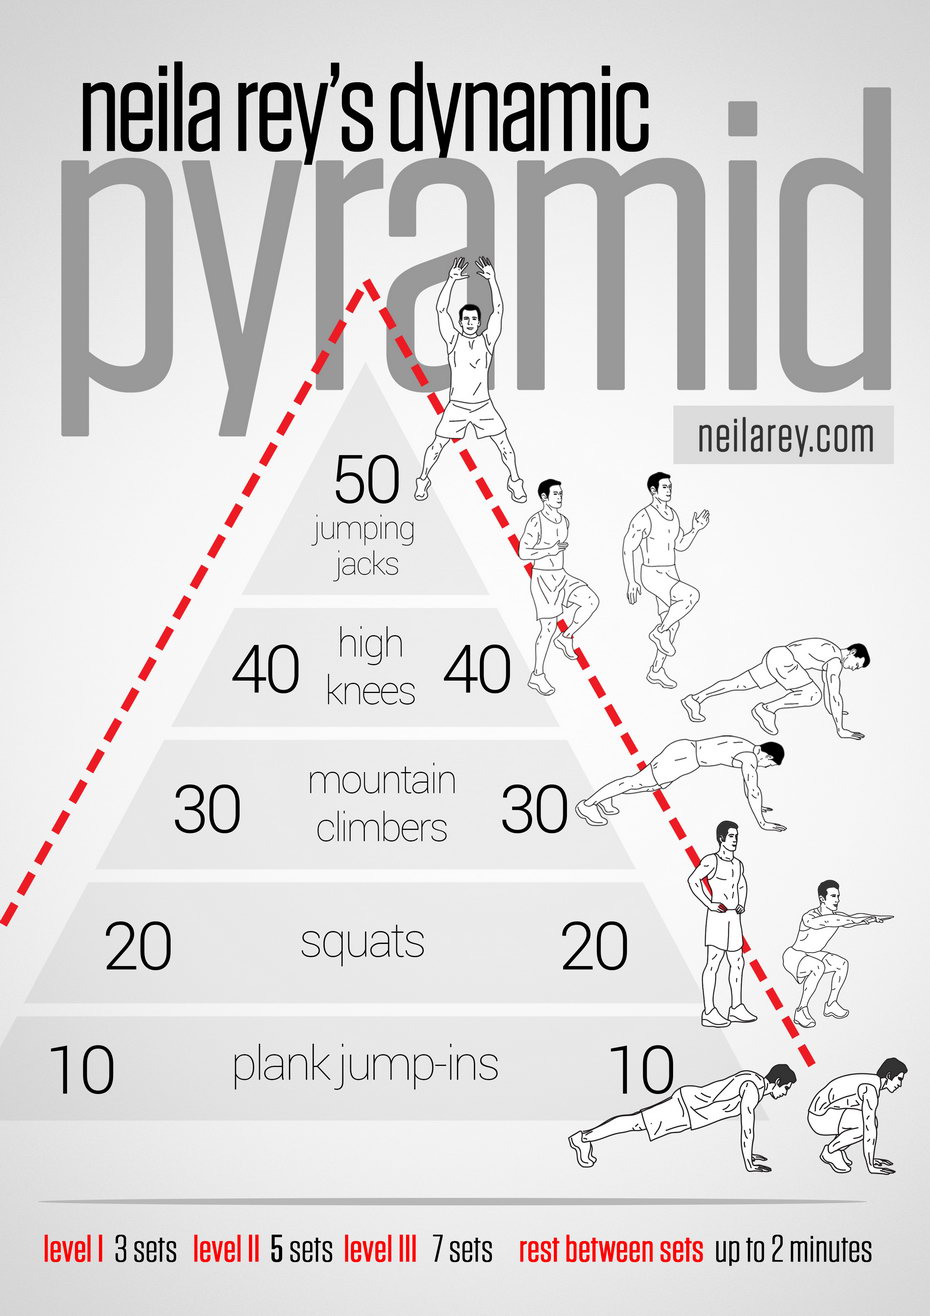 neila rey's dynamic
pyramid
neilarey.com
50
jumping
jacks
40 high knees 40
30 mountain climbers 30
20 squats 20
10 plank jump-ins 10
level I 3 sets level II 5 sets level III 7 sets rest between sets up to 2 minutes